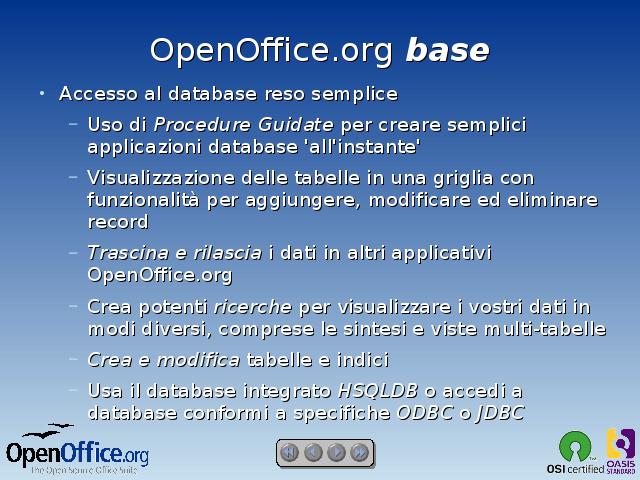 OpenOffice.org base
• Accesso al database reso semplice
– Uso di Procedure Guidate per creare semplici
applicazioni database 'all'instante'
– Visualizzazione delle tabelle in una griglia con
funzionalità per aggiungere, modificare ed eliminare
record
– Trascina e rilascia i dati in altri applicativi
OpenOffice.org
– Crea potenti ricerche per visualizzare i vostri dati in
modi diversi, comprese le sintesi e viste multi-tabelle
– Crea e modifica tabelle e indici
– Usa il database integrato HSQLDB o accedi a
database conformi a specifiche ODBC o JDBC
OpenOffice.org
The Open Source Office Suite
OSI certified
OASIS
STANDARD